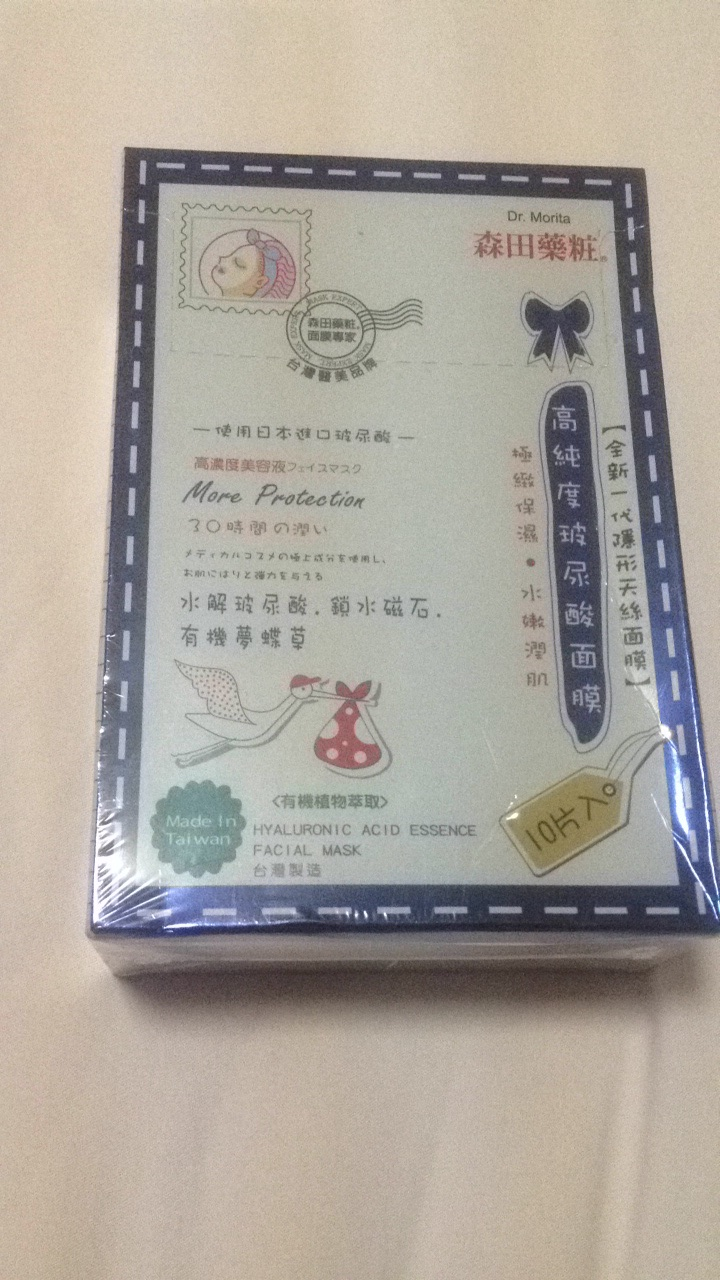 Dr. Morita
森田藥粧®
MASK EXPERT
森田藥粧®
面膜專家
MASK EXPERT
台灣醫美品牌
【全新一代隱形天絲面膜】
高純度玻尿酸面膜
極緻保濕•水嫩潤肌
—使用日本進口玻尿酸—
高濃度美容液フェイスマスク
More Protection
30時間の潤い
メディカルコスメの極上成分を使用し、
お肌にはりと弾力を与える
水解玻尿酸.鎖水磁石.
有機夢蝶草
<有機植物萃取>
Made In
Taiwan
HYALURONIC ACID ESSENCE
FACIAL MASK
台灣製造
10片入